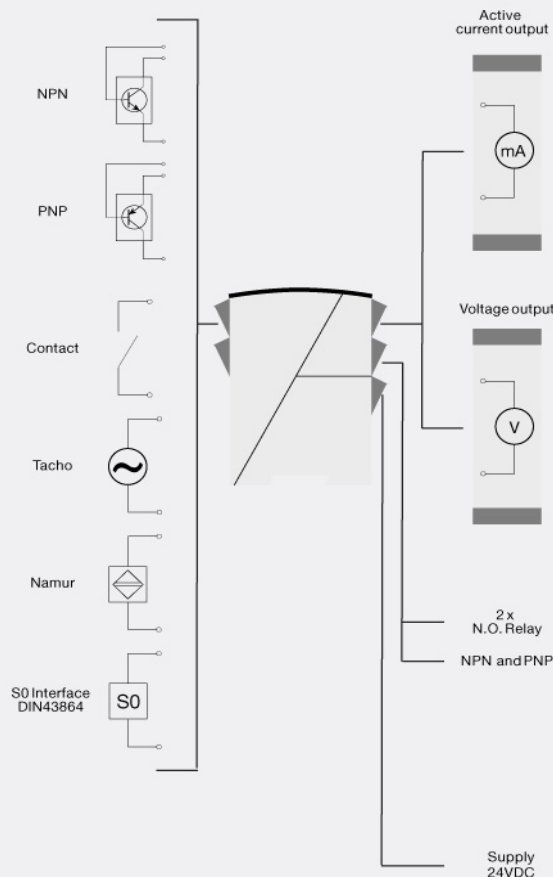 Active
current output
NPN
mA
PNP
Voltage output
Contact
V
Tacho
Namur
2 x
N.O. Relay
NPN and PNP
S0 Interface
DIN43864
S0
Supply
24VDC